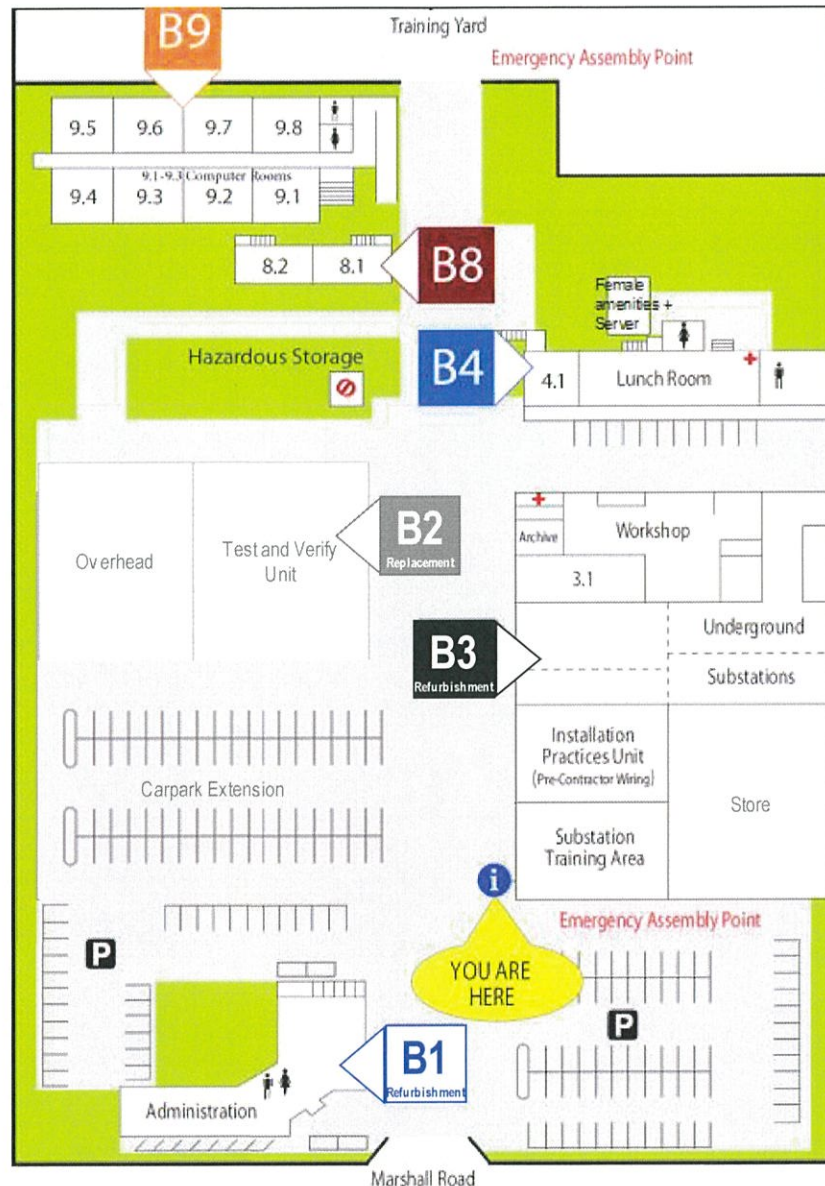 B9
Training Yard
Emergency Assembly Point
9.5
9.6
9.7
9.8
9.1-9.3 Computer Rooms
9.4
9.3
9.2
9.1
8.2
8.1
B8
Female
amenities +
Server
Hazardous Storage
B4
4.1
Lunch Room
Overhead
Test and Verify
Unit
B2
Replacement
Archive
Workshop
3.1
B3
Refurbishment
Underground
Substations
Installation
Practices Unit
(Pre-Contractor Wiring)
Store
Carpark Extension
Substation
Training Area
i
Emergency Assembly Point
P
YOU ARE
HERE
P
B1
Refurbishment
Administration
Marshall Road